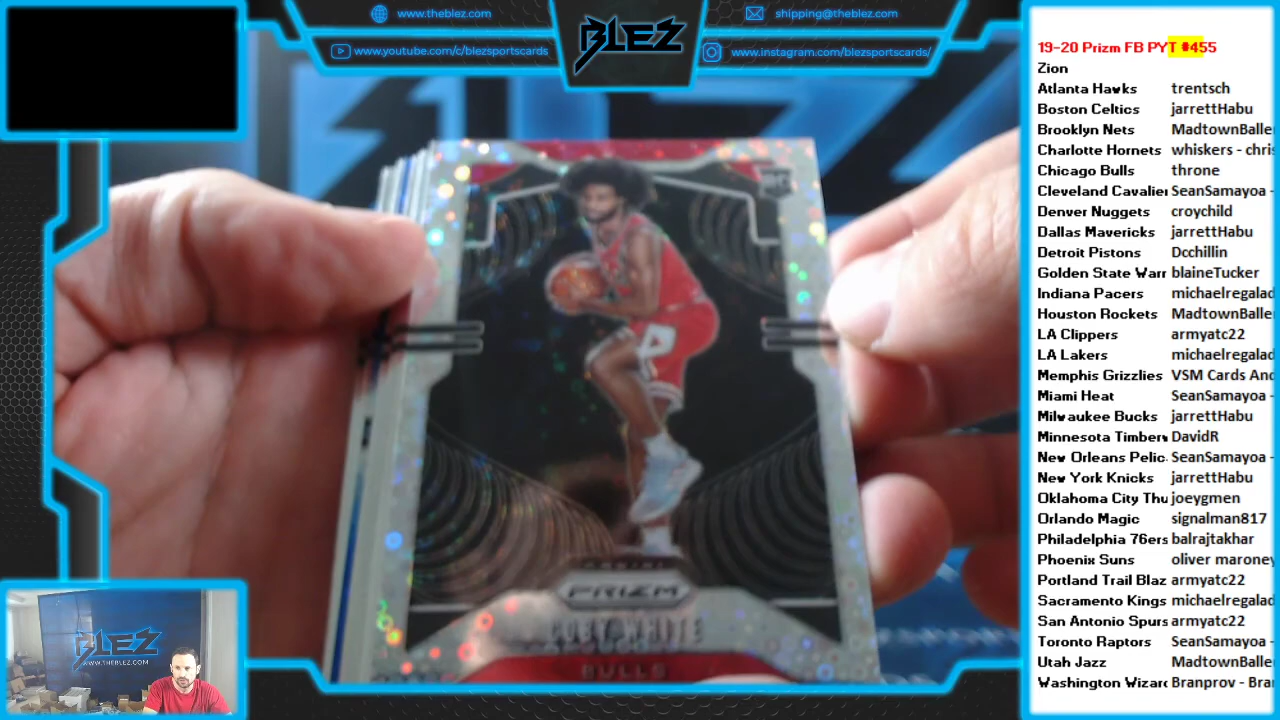 www.theblez.com
www.youtube.com/c/blezsportscards
BLEZ
shipping@theblez.com
www.instagram.com/blezsportscards/
RC
PRIZM
COBY WHITE
BULLS
BLEZ
WWW.THEBLEZ.COM
19-20 Prizm FB PYT #455
Zion
Atlanta Hawks trentsch
Boston Celtics jarrettHabu
Brooklyn Nets MadtownBalle
Charlotte Hornets whiskers - chris
Chicago Bulls throne
Cleveland Cavalier SeanSamayoa -
Denver Nuggets croychild
Dallas Mavericks jarrettHabu
Detroit Pistons Dcchillin
Golden State Warr blaineTucker
Indiana Pacers michaelregalad
Houston Rockets MadtownBalle
LA Clippers armyatc22
LA Lakers michaelregalad
Memphis Grizzlies VSM Cards And
Miami Heat SeanSamayoa -
Milwaukee Bucks jarrettHabu
Minnesota Timberw DavidR
New Orleans Pelic SeanSamayoa -
New York Knicks jarrettHabu
Oklahoma City Thu joeygmen
Orlando Magic signalman817
Philadelphia 76ers balrajtakhar
Phoenix Suns oliver maroney
Portland Trail Blaz armyatc22
Sacramento Kings michaelregalad
San Antonio Spurs armyatc22
Toronto Raptors SeanSamayoa -
Utah Jazz MadtownBalle
Washington Wizard Branprov - Bra